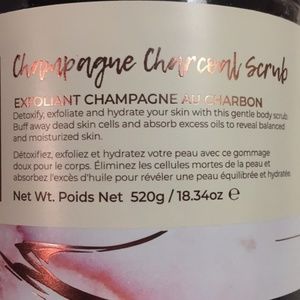 Champagne Charcoal Scrub
EXFOLIANT CHAMPAGNE AU CHARBON
Detoxify, exfoliate and hydrate your skin with this gentle body scrub.
Buff away dead skin cells and absorb excess oils to reveal balanced
and moisturized skin.
Détoxifiez, exfoliez et hydratez votre peau avec ce gommage
doux pour le corps. Éliminez les cellules mortes de la peau et
absorbez l'excès d'huile pour révéler une peau équilibrée et hydratée.
Net Wt. Poids Net 520g / 18.34oz ℮